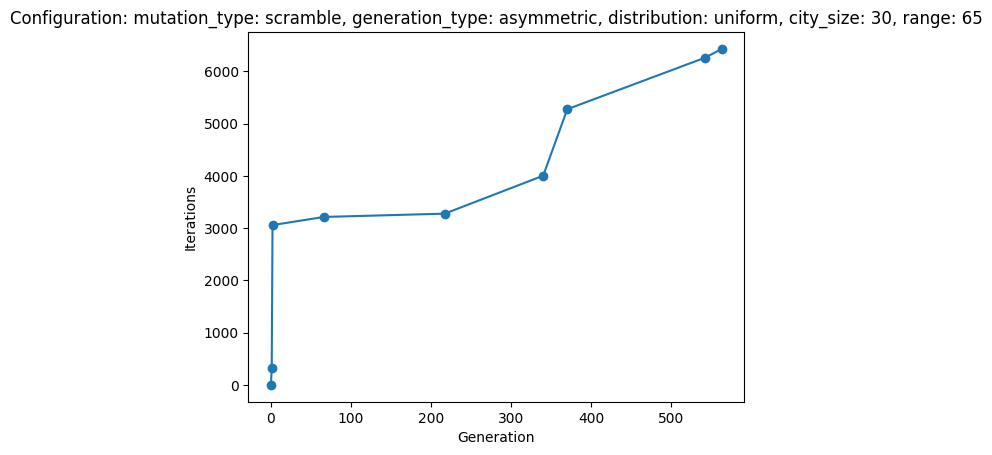 Configuration: mutation_type: scramble, generation_type: asymmetric, distribution: uniform, city_size: 30, range: 65
6000
5000
4000
Iterations
3000
2000
1000
0
0 100 200 300 400 500
Generation